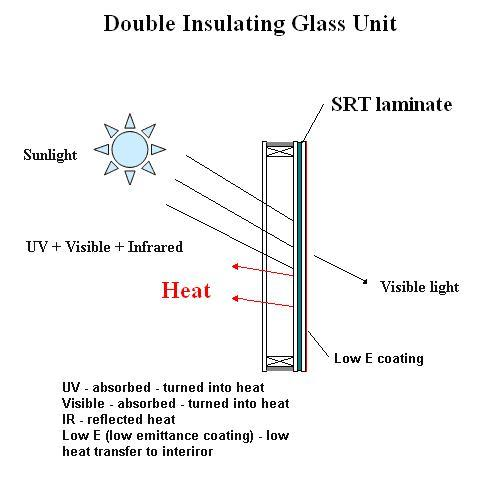 Double Insulating Glass Unit
SRT laminate
Sunlight
UV + Visible + Infrared
Heat
Visible light
Low E coating
UV - absorbed - turned into heat
Visible - absorbed - turned into heat
IR - reflected heat
Low E (low emittance coating) - low
heat transfer to interiror